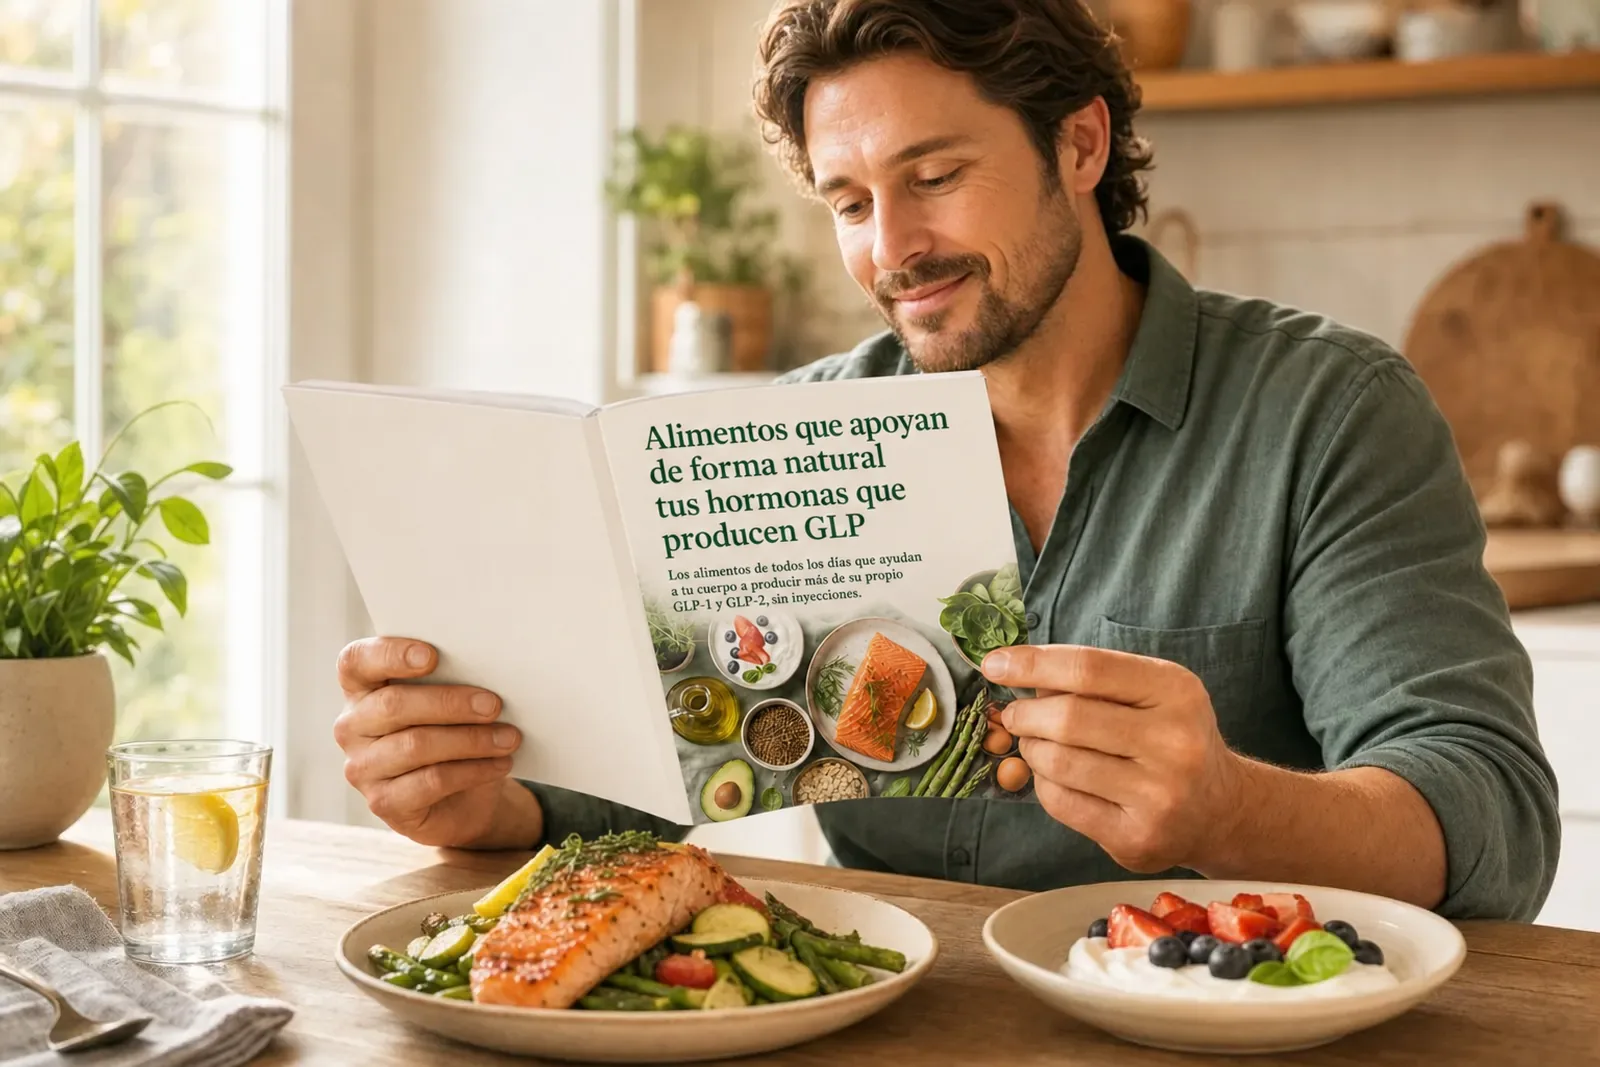 Alimentos que apoyan
de forma natural
tus hormonas que
producen GLP
Los alimentos de todos los días que ayudan
a tu cuerpo a producir más de su propio
GLP-1 y GLP-2, sin inyecciones.